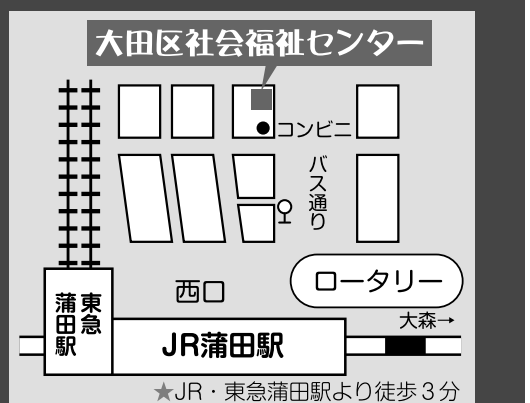 大田区社会福祉センター
コンビニ
バス通り
ロータリー
西口
大森→
東急
蒲田駅
JR蒲田駅
★JR・東急蒲田駅より徒歩3分